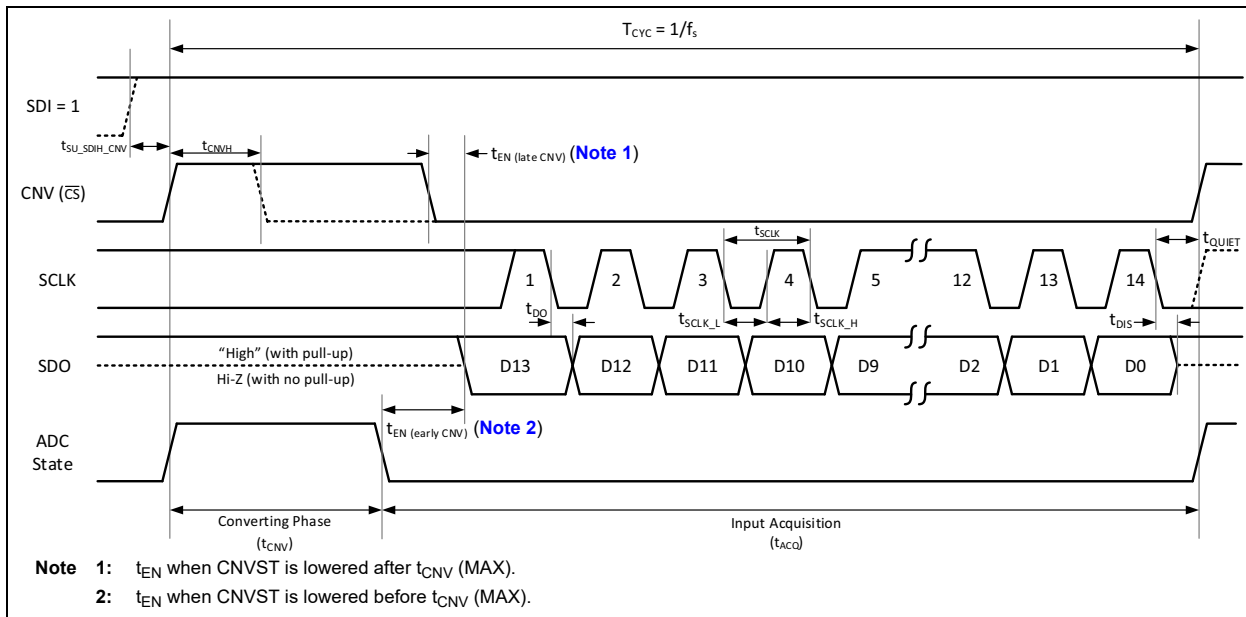 T_CYC = 1/f_s
SDI = 1
t_SU_SDIH_CNV
t_CNVH
t_EN (late CNV) (Note 1)
CNV (C̅S̅)
t_SCLK
t_QUIET
SCLK
1 2 3 4 5 12 13 14
t_DO
t_SCLK_L
t_SCLK_H
t_DIS
"High" (with pull-up)
SDO
Hi-Z (with no pull-up)
D13 D12 D11 D10 D9 D2 D1 D0
t_EN (early CNV) (Note 2)
ADC
State
Converting Phase
(t_CNV)
Input Acquisition
(t_ACQ)
Note 1: t_EN when CNVST is lowered after t_CNV (MAX).
2: t_EN when CNVST is lowered before t_CNV (MAX).